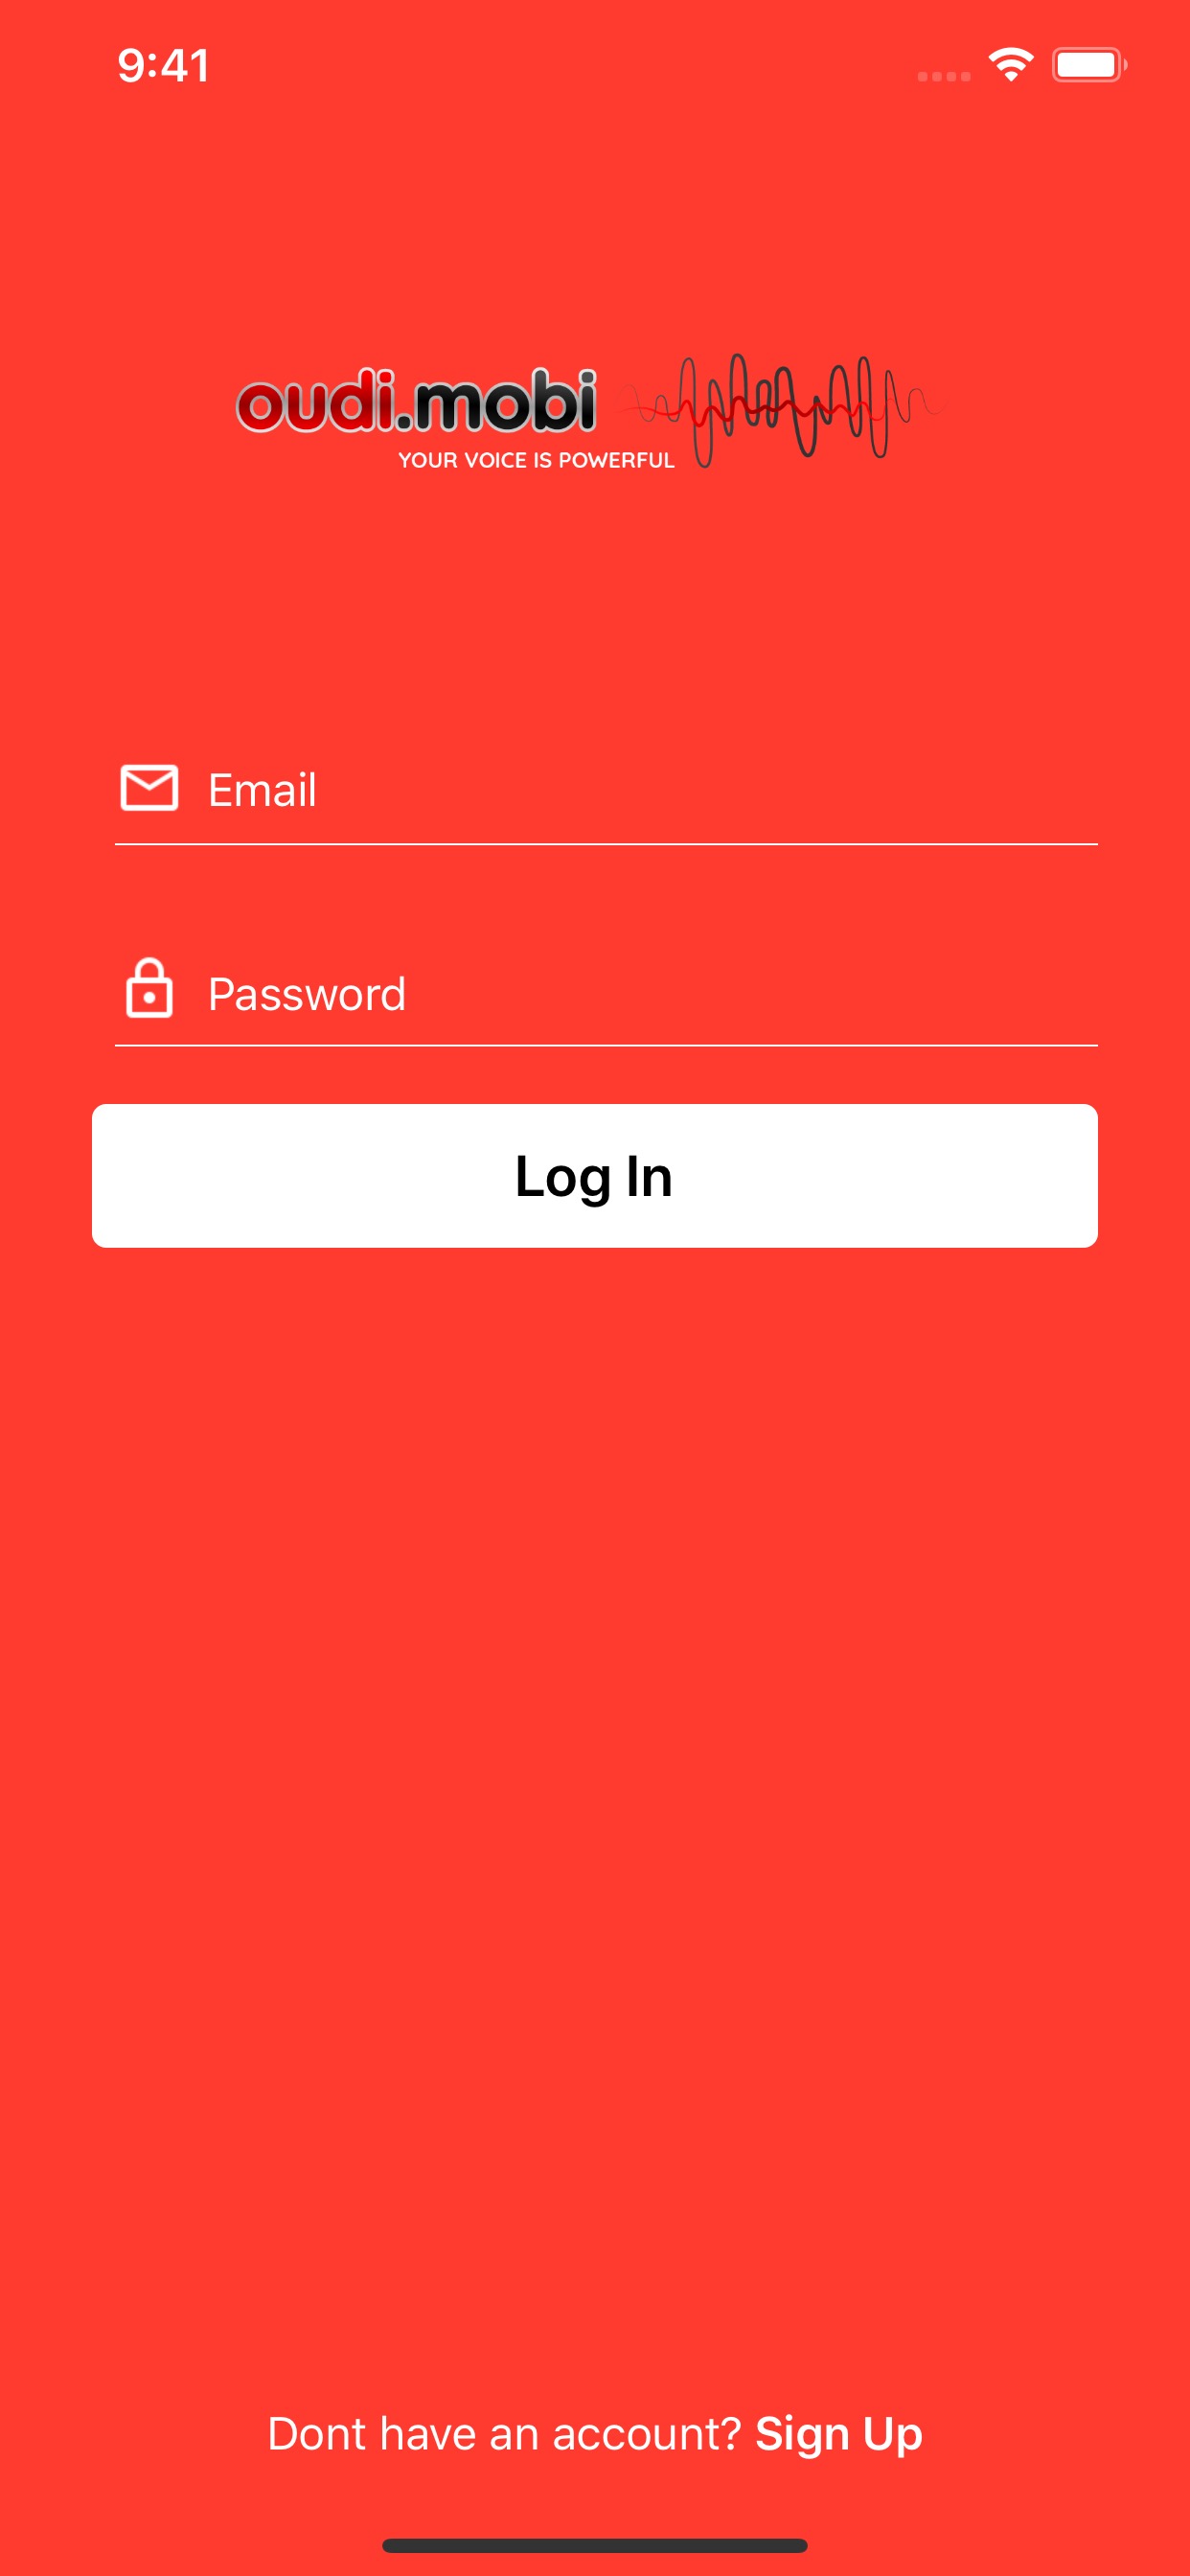 9:41
oudi.mobi
YOUR VOICE IS POWERFUL
Email
Password
Log In
Dont have an account? Sign Up